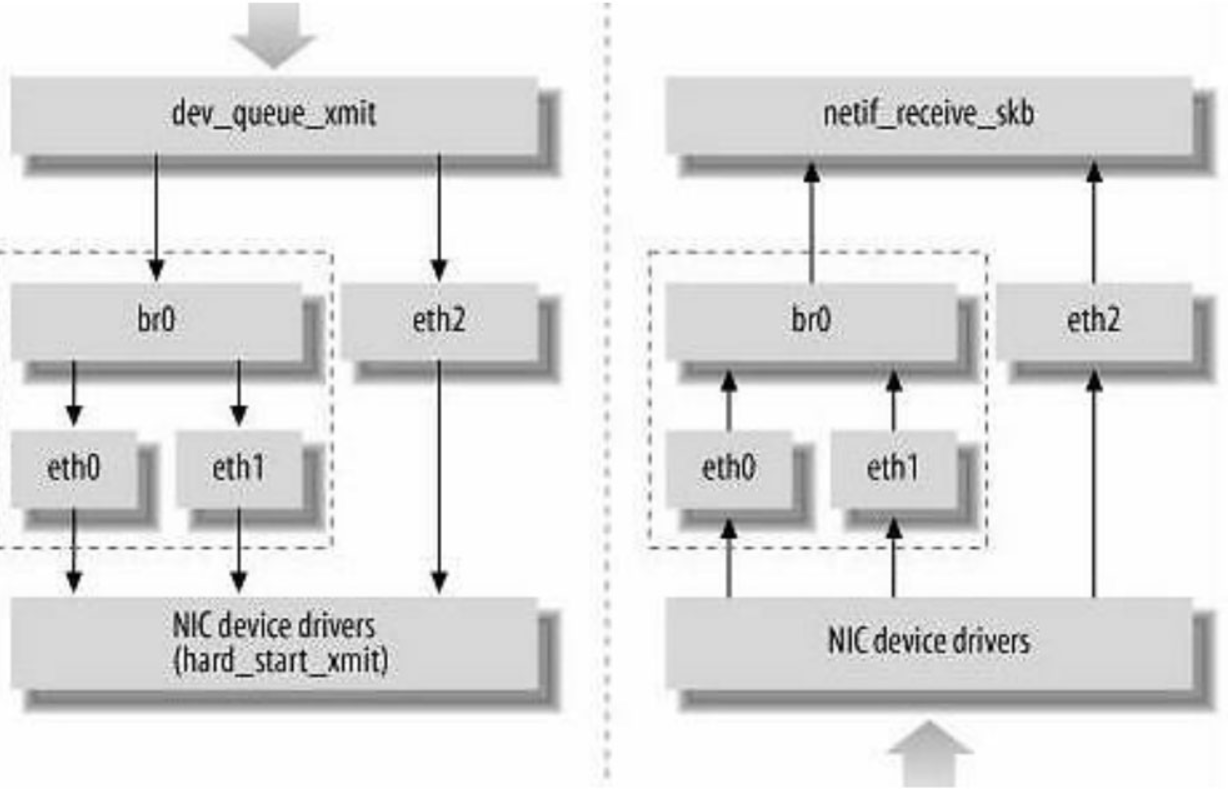 dev_queue_xmit
br0
eth2
eth0
eth1
NIC device drivers
(hard_start_xmit)
netif_receive_skb
br0
eth2
eth0
eth1
NIC device drivers